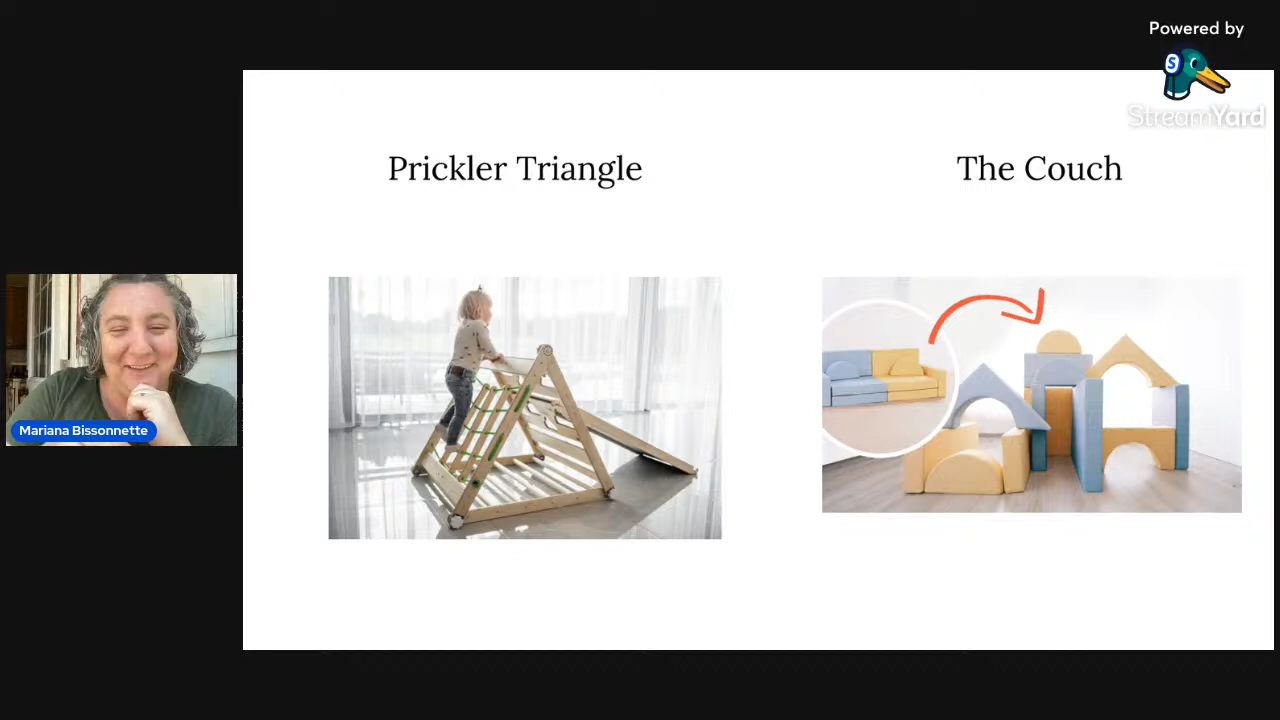 Powered by
S
StreamYard
Prickler Triangle
The Couch
Mariana Bissonnette